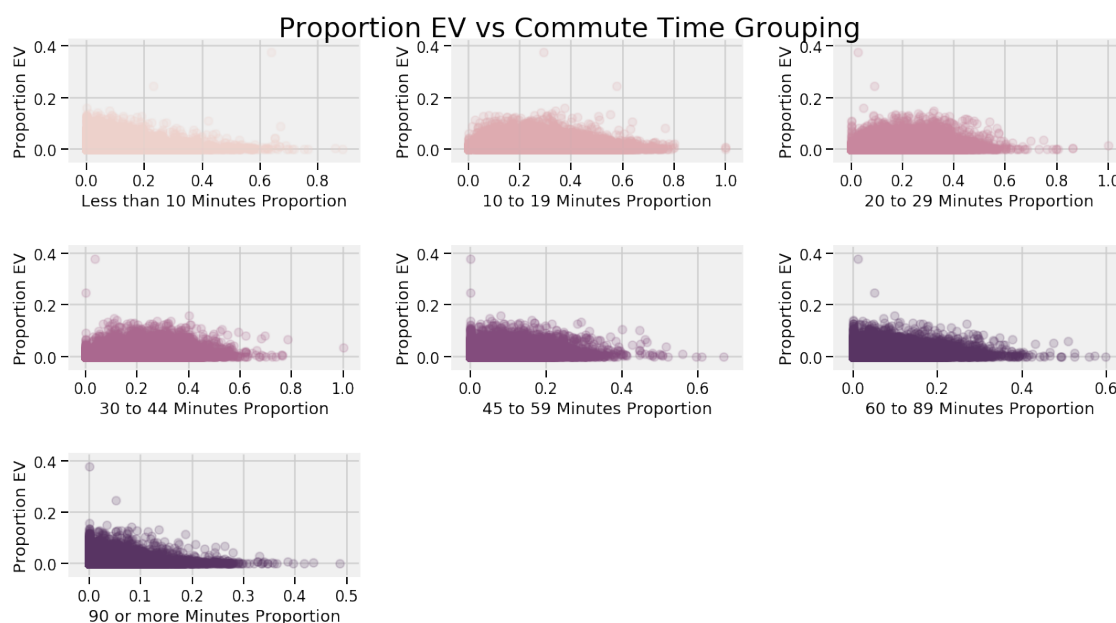 Proportion EV vs Commute Time Grouping
Proportion EV
0.4
0.2
0.0
0.0 0.2 0.4 0.6 0.8
Less than 10 Minutes Proportion
Proportion EV
0.4
0.2
0.0
0.0 0.2 0.4 0.6 0.8 1.0
10 to 19 Minutes Proportion
Proportion EV
0.4
0.2
0.0
0.0 0.2 0.4 0.6 0.8 1.0
20 to 29 Minutes Proportion
Proportion EV
0.4
0.2
0.0
0.0 0.2 0.4 0.6 0.8 1.0
30 to 44 Minutes Proportion
Proportion EV
0.4
0.2
0.0
0.0 0.2 0.4 0.6
45 to 59 Minutes Proportion
Proportion EV
0.4
0.2
0.0
0.0 0.2 0.4 0.6
60 to 89 Minutes Proportion
Proportion EV
0.4
0.2
0.0
0.0 0.1 0.2 0.3 0.4 0.5
90 or more Minutes Proportion